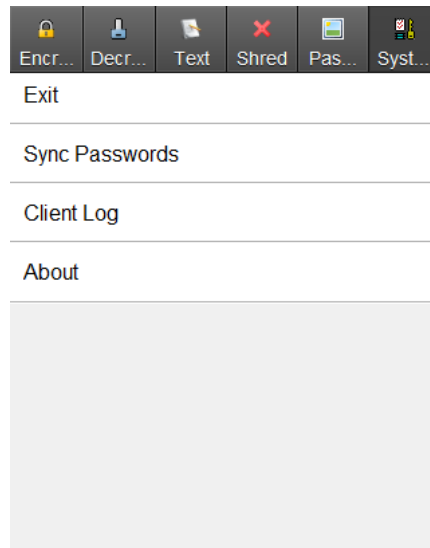 Encr... Decr... Text Shred Pas... Syst...
Exit
Sync Passwords
Client Log
About